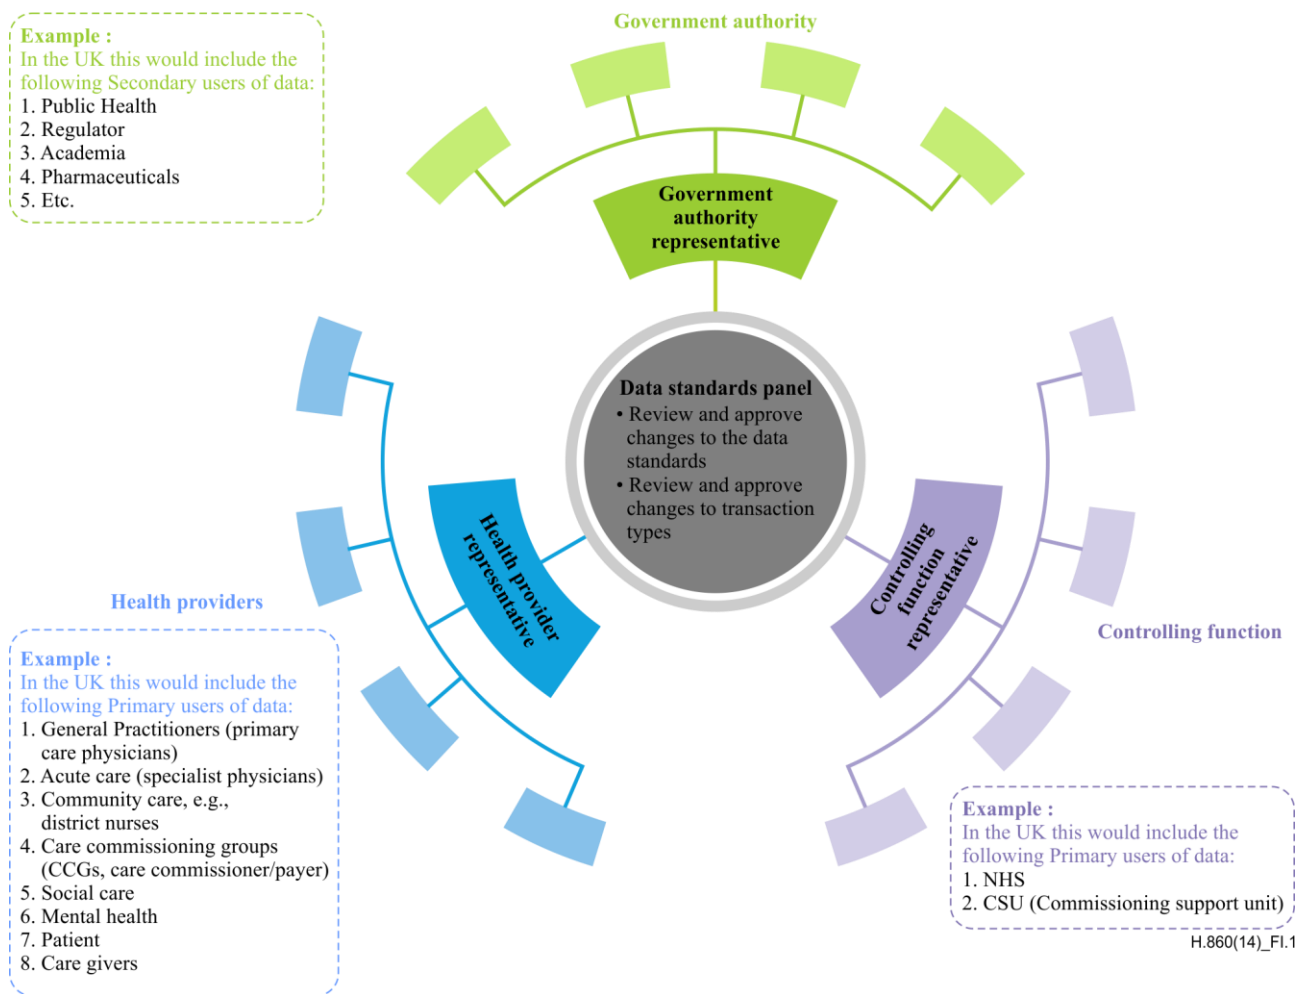 Government authority
Example :
In the UK this would include the
following Secondary users of data:
1. Public Health
2. Regulator
3. Academia
4. Pharmaceuticals
5. Etc.
Government
authority
representative
Data standards panel
• Review and approve
changes to the data
standards
• Review and approve
changes to transaction
types
Health provider
representative
Controlling
function
representative
Health providers
Example :
In the UK this would include the
following Primary users of data:
1. General Practitioners (primary
care physicians)
2. Acute care (specialist physicians)
3. Community care, e.g.,
district nurses
4. Care commissioning groups
(CCGs, care commissioner/payer)
5. Social care
6. Mental health
7. Patient
8. Care givers
Controlling function
Example :
In the UK this would include the
following Primary users of data:
1. NHS
2. CSU (Commissioning support unit)
H.860(14)_FI.1